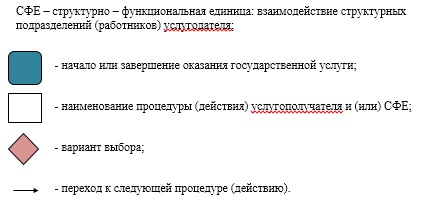 СФЕ – структурно – функциональная единица: взаимодействие структурных
подразделений (работников) услугодателя;
- начало или завершение оказания государственной услуги;
- наименование процедуры (действия) услугополучателя и (или) СФЕ;
- вариант выбора;
- переход к следующей процедуре (действию).